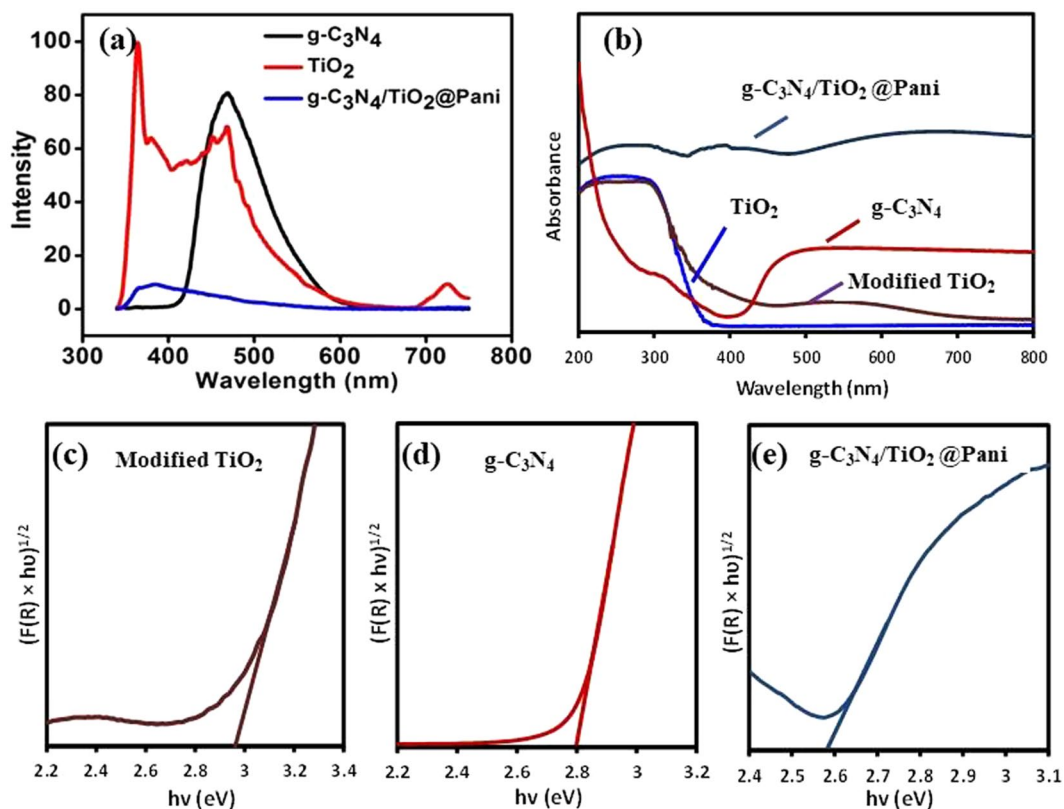 (a)
g-C₃N₄
TiO₂
g-C₃N₄/TiO₂@Pani
Intensity
100
80
60
40
20
0
300 400 500 600 700 800
Wavelength (nm)
(b)
g-C₃N₄/TiO₂ @Pani
TiO₂
g-C₃N₄
Modified TiO₂
Absorbance
200 300 400 500 600 700 800
Wavelength (nm)
(c)
Modified TiO₂
(F(R) × hυ)¹/²
2.2 2.4 2.6 2.8 3 3.2 3.4
hν (eV)
(d)
g-C₃N₄
(F(R) x hν)¹/²
2.2 2.4 2.6 2.8 3 3.2
hν (eV)
(e)
g-C₃N₄/TiO₂ @Pani
(F(R) × hυ)¹/²
2.4 2.5 2.6 2.7 2.8 2.9 3 3.1
hν (eV)